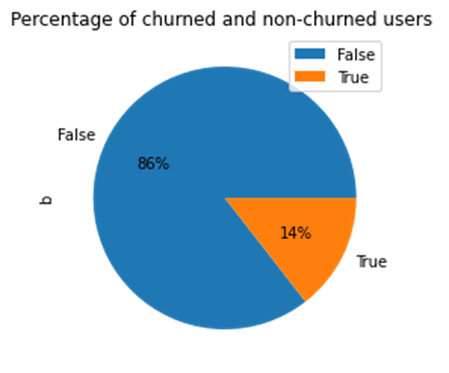 Percentage of churned and non-churned users
False
True
False
86%
b
14%
True